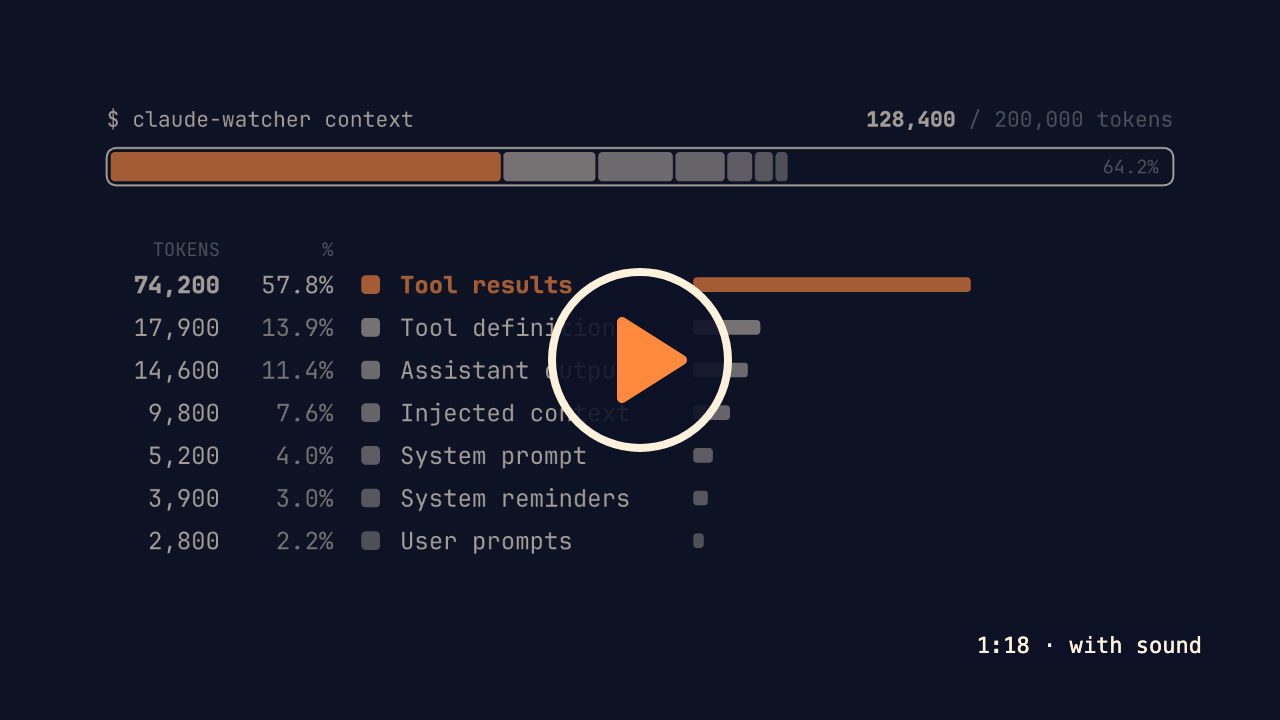 $ claude-watcher context 128,400 / 200,000 tokens
64.2%
TOKENS %
74,200 57.8% Tool results
17,900 13.9% Tool definition
14,600 11.4% Assistant outpu
9,800 7.6% Injected context
5,200 4.0% System prompt
3,900 3.0% System reminders
2,800 2.2% User prompts
1:18 · with sound